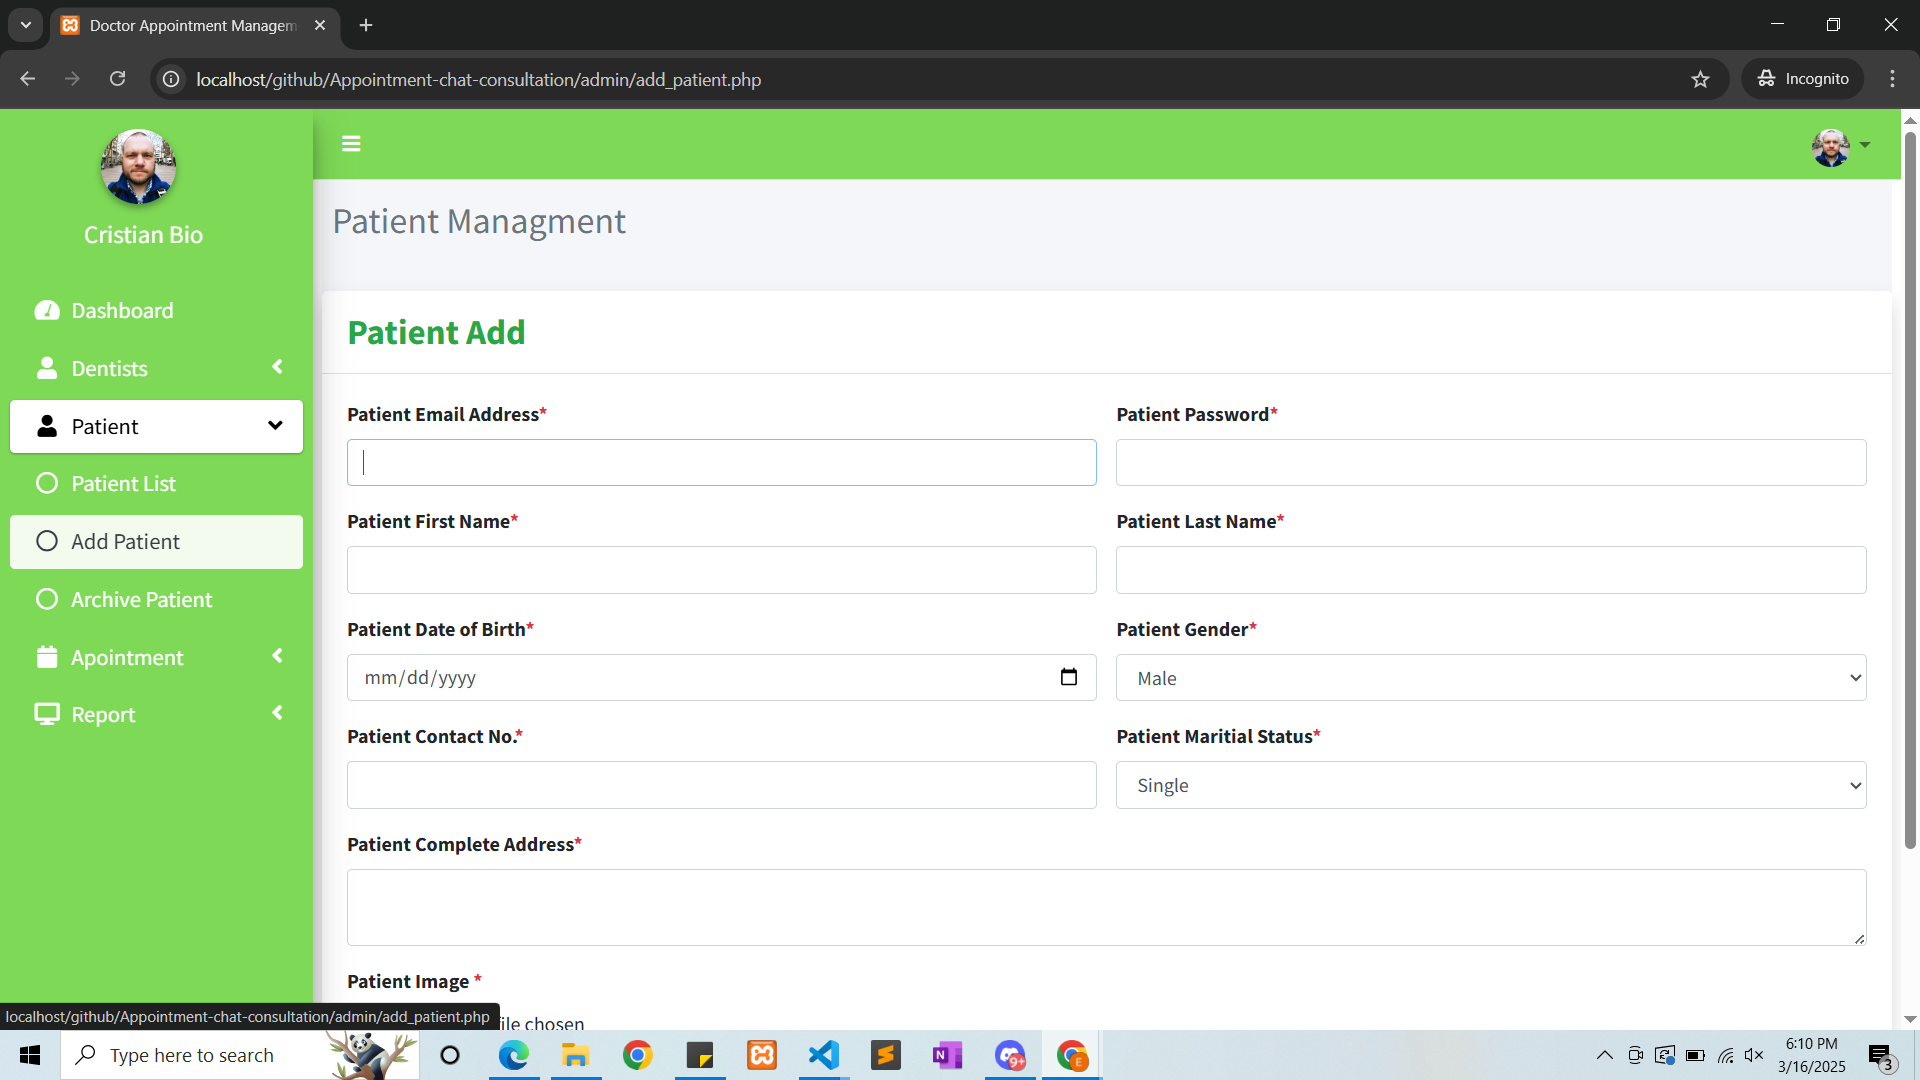 Doctor Appointment Managem
localhost/github/Appointment-chat-consultation/admin/add_patient.php
Incognito
Cristian Bio
Dashboard
Dentists
Patient
Patient List
Add Patient
Archive Patient
Apointment
Report
Patient Managment
Patient Add
Patient Email Address*
Patient Password*
Patient First Name*
Patient Last Name*
Patient Date of Birth*
mm/dd/yyyy
Patient Gender*
Male
Patient Contact No.*
Patient Maritial Status*
Single
Patient Complete Address*
Patient Image *
file chosen
localhost/github/Appointment-chat-consultation/admin/add_patient.php
Type here to search
N
9+
E
6:10 PM
3/16/2025
3